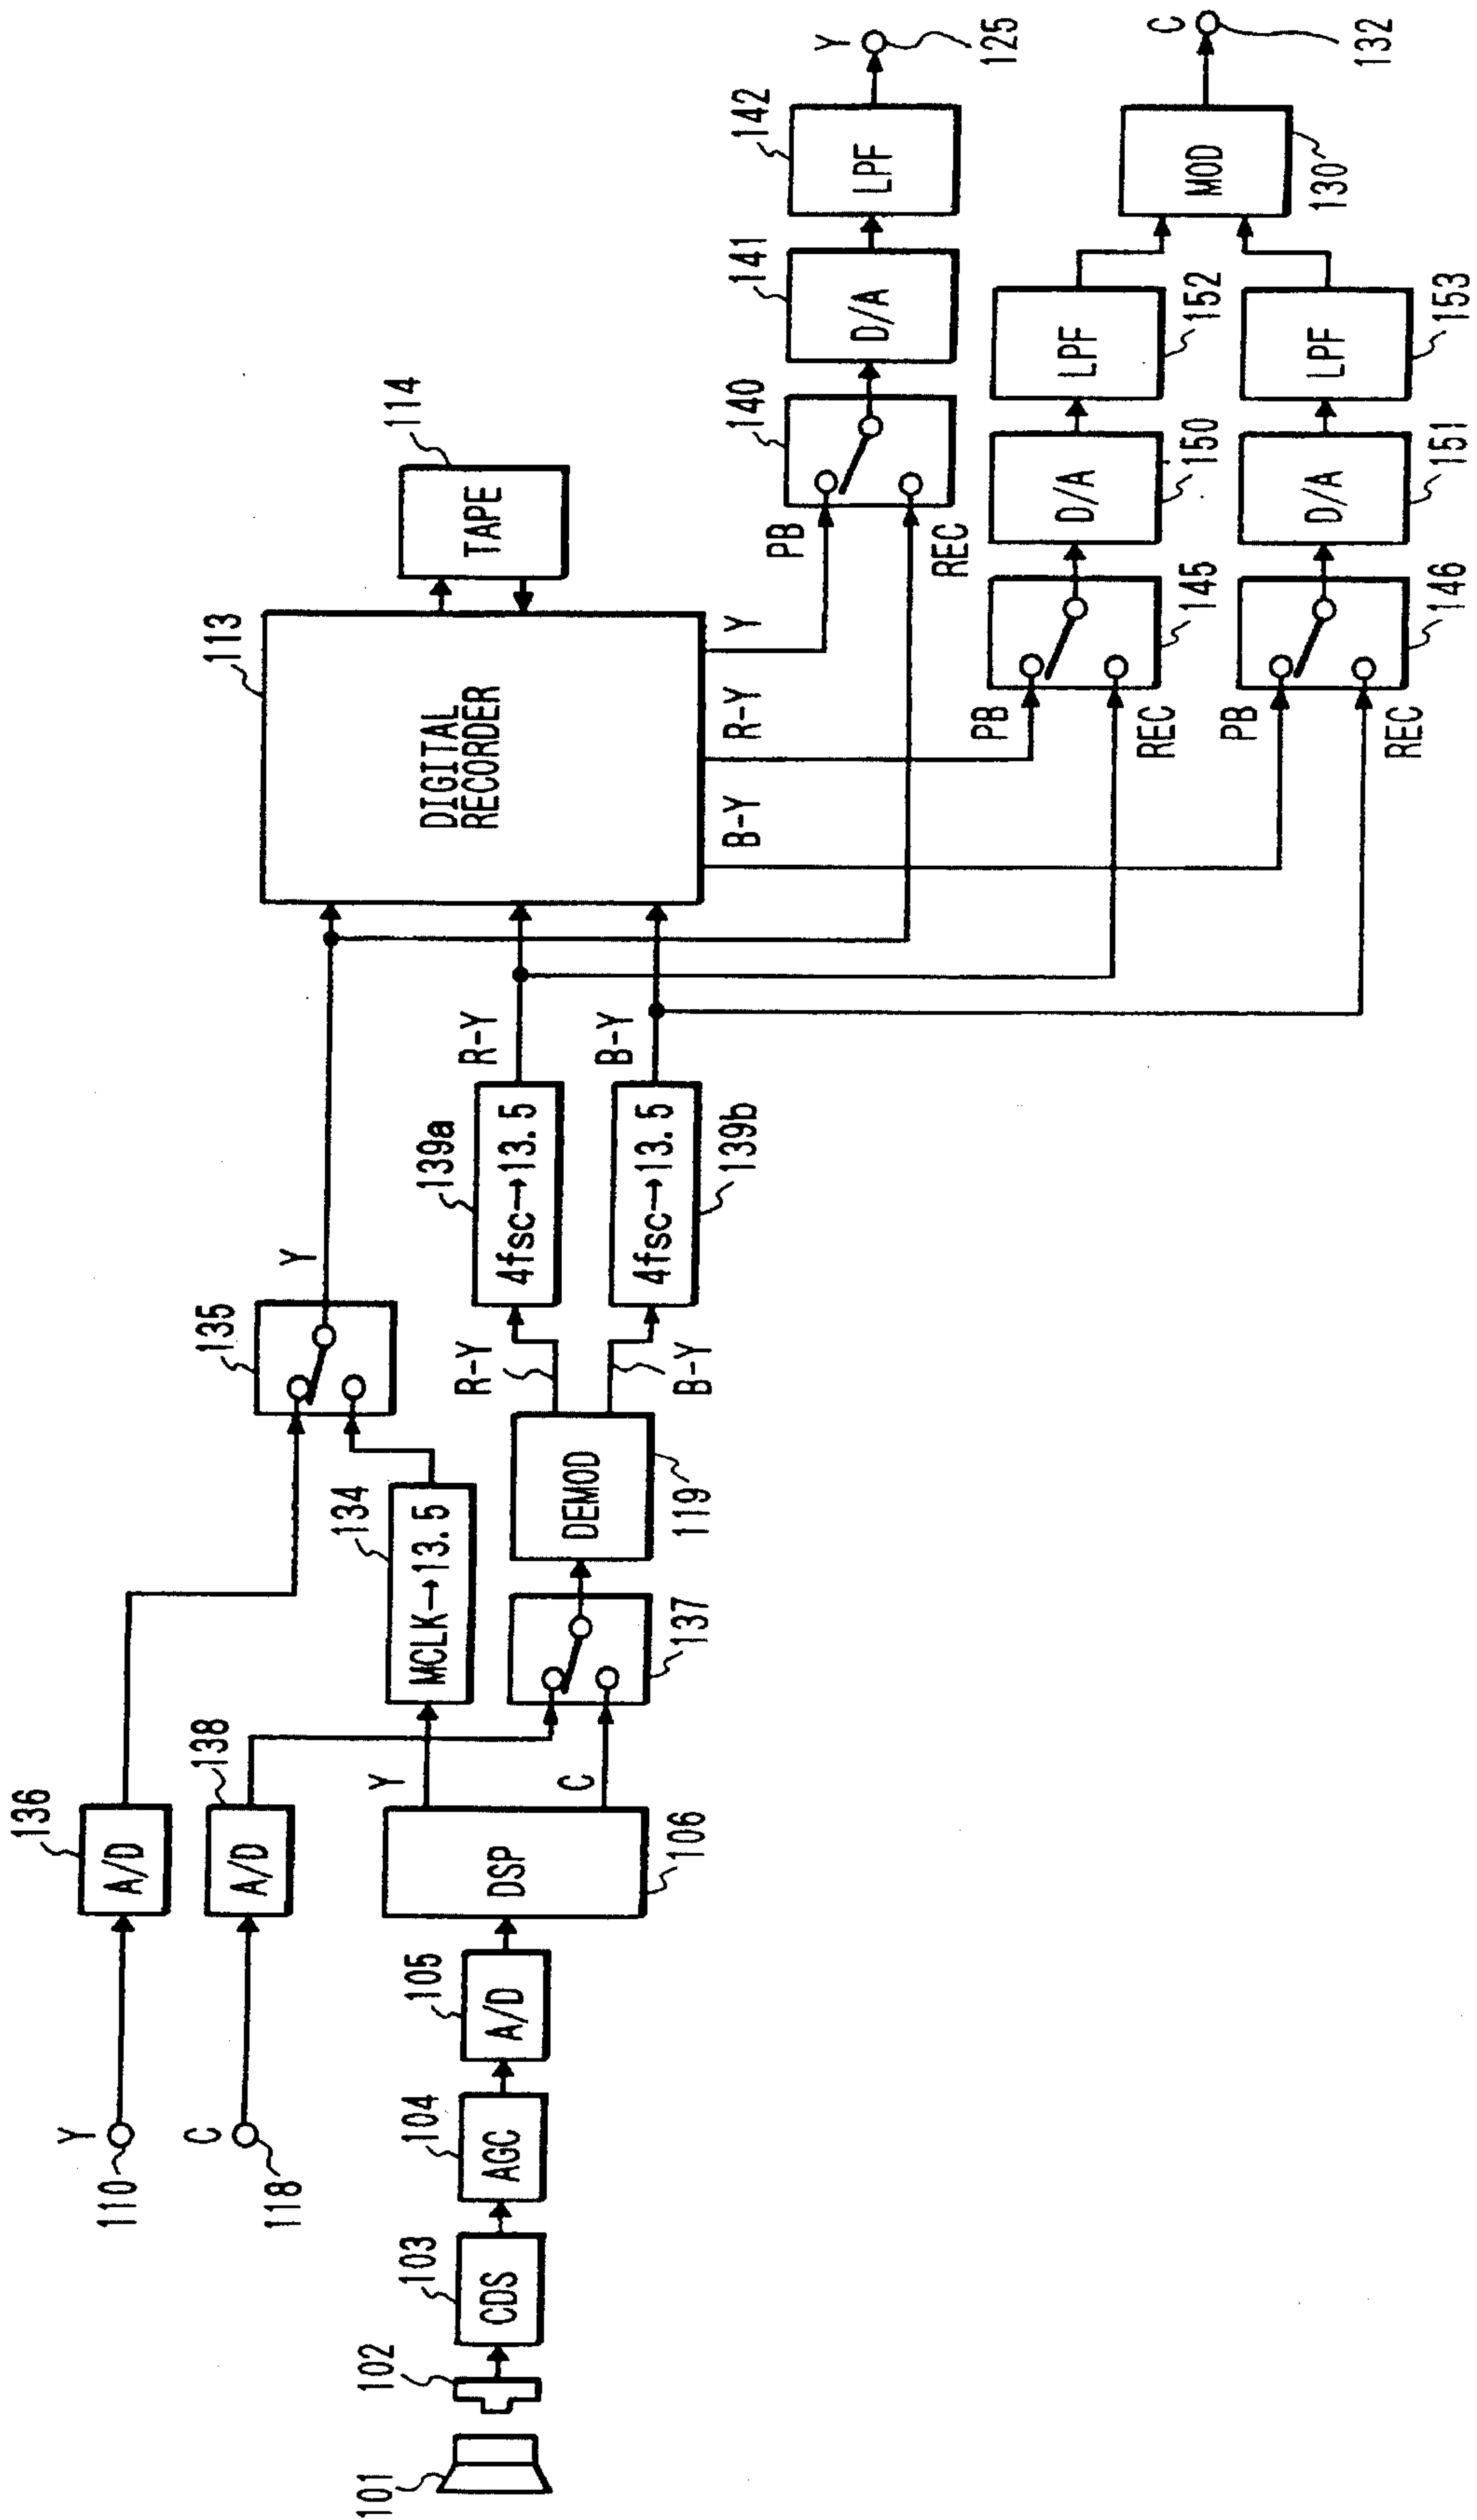 136
Y
A/D
110
138
C
A/D
118
135
Y
134
MCLK→13.5
Y
C
101
102
103
CDS
104
AGC
105
A/D
DSP
106
137
DEMOD
119
R-Y
B-Y
139a
4fsc→13.5
R-Y
4fsc→13.5
139b
B-Y
113
DIGITAL
RECORDER
114
TAPE
Y
R-Y
B-Y
PB
REC
140
141
D/A
142
LPF
Y
125
PB
REC
145
D/A
150
LPF
152
PB
REC
146
D/A
151
LPF
153
MOD
130
C
132